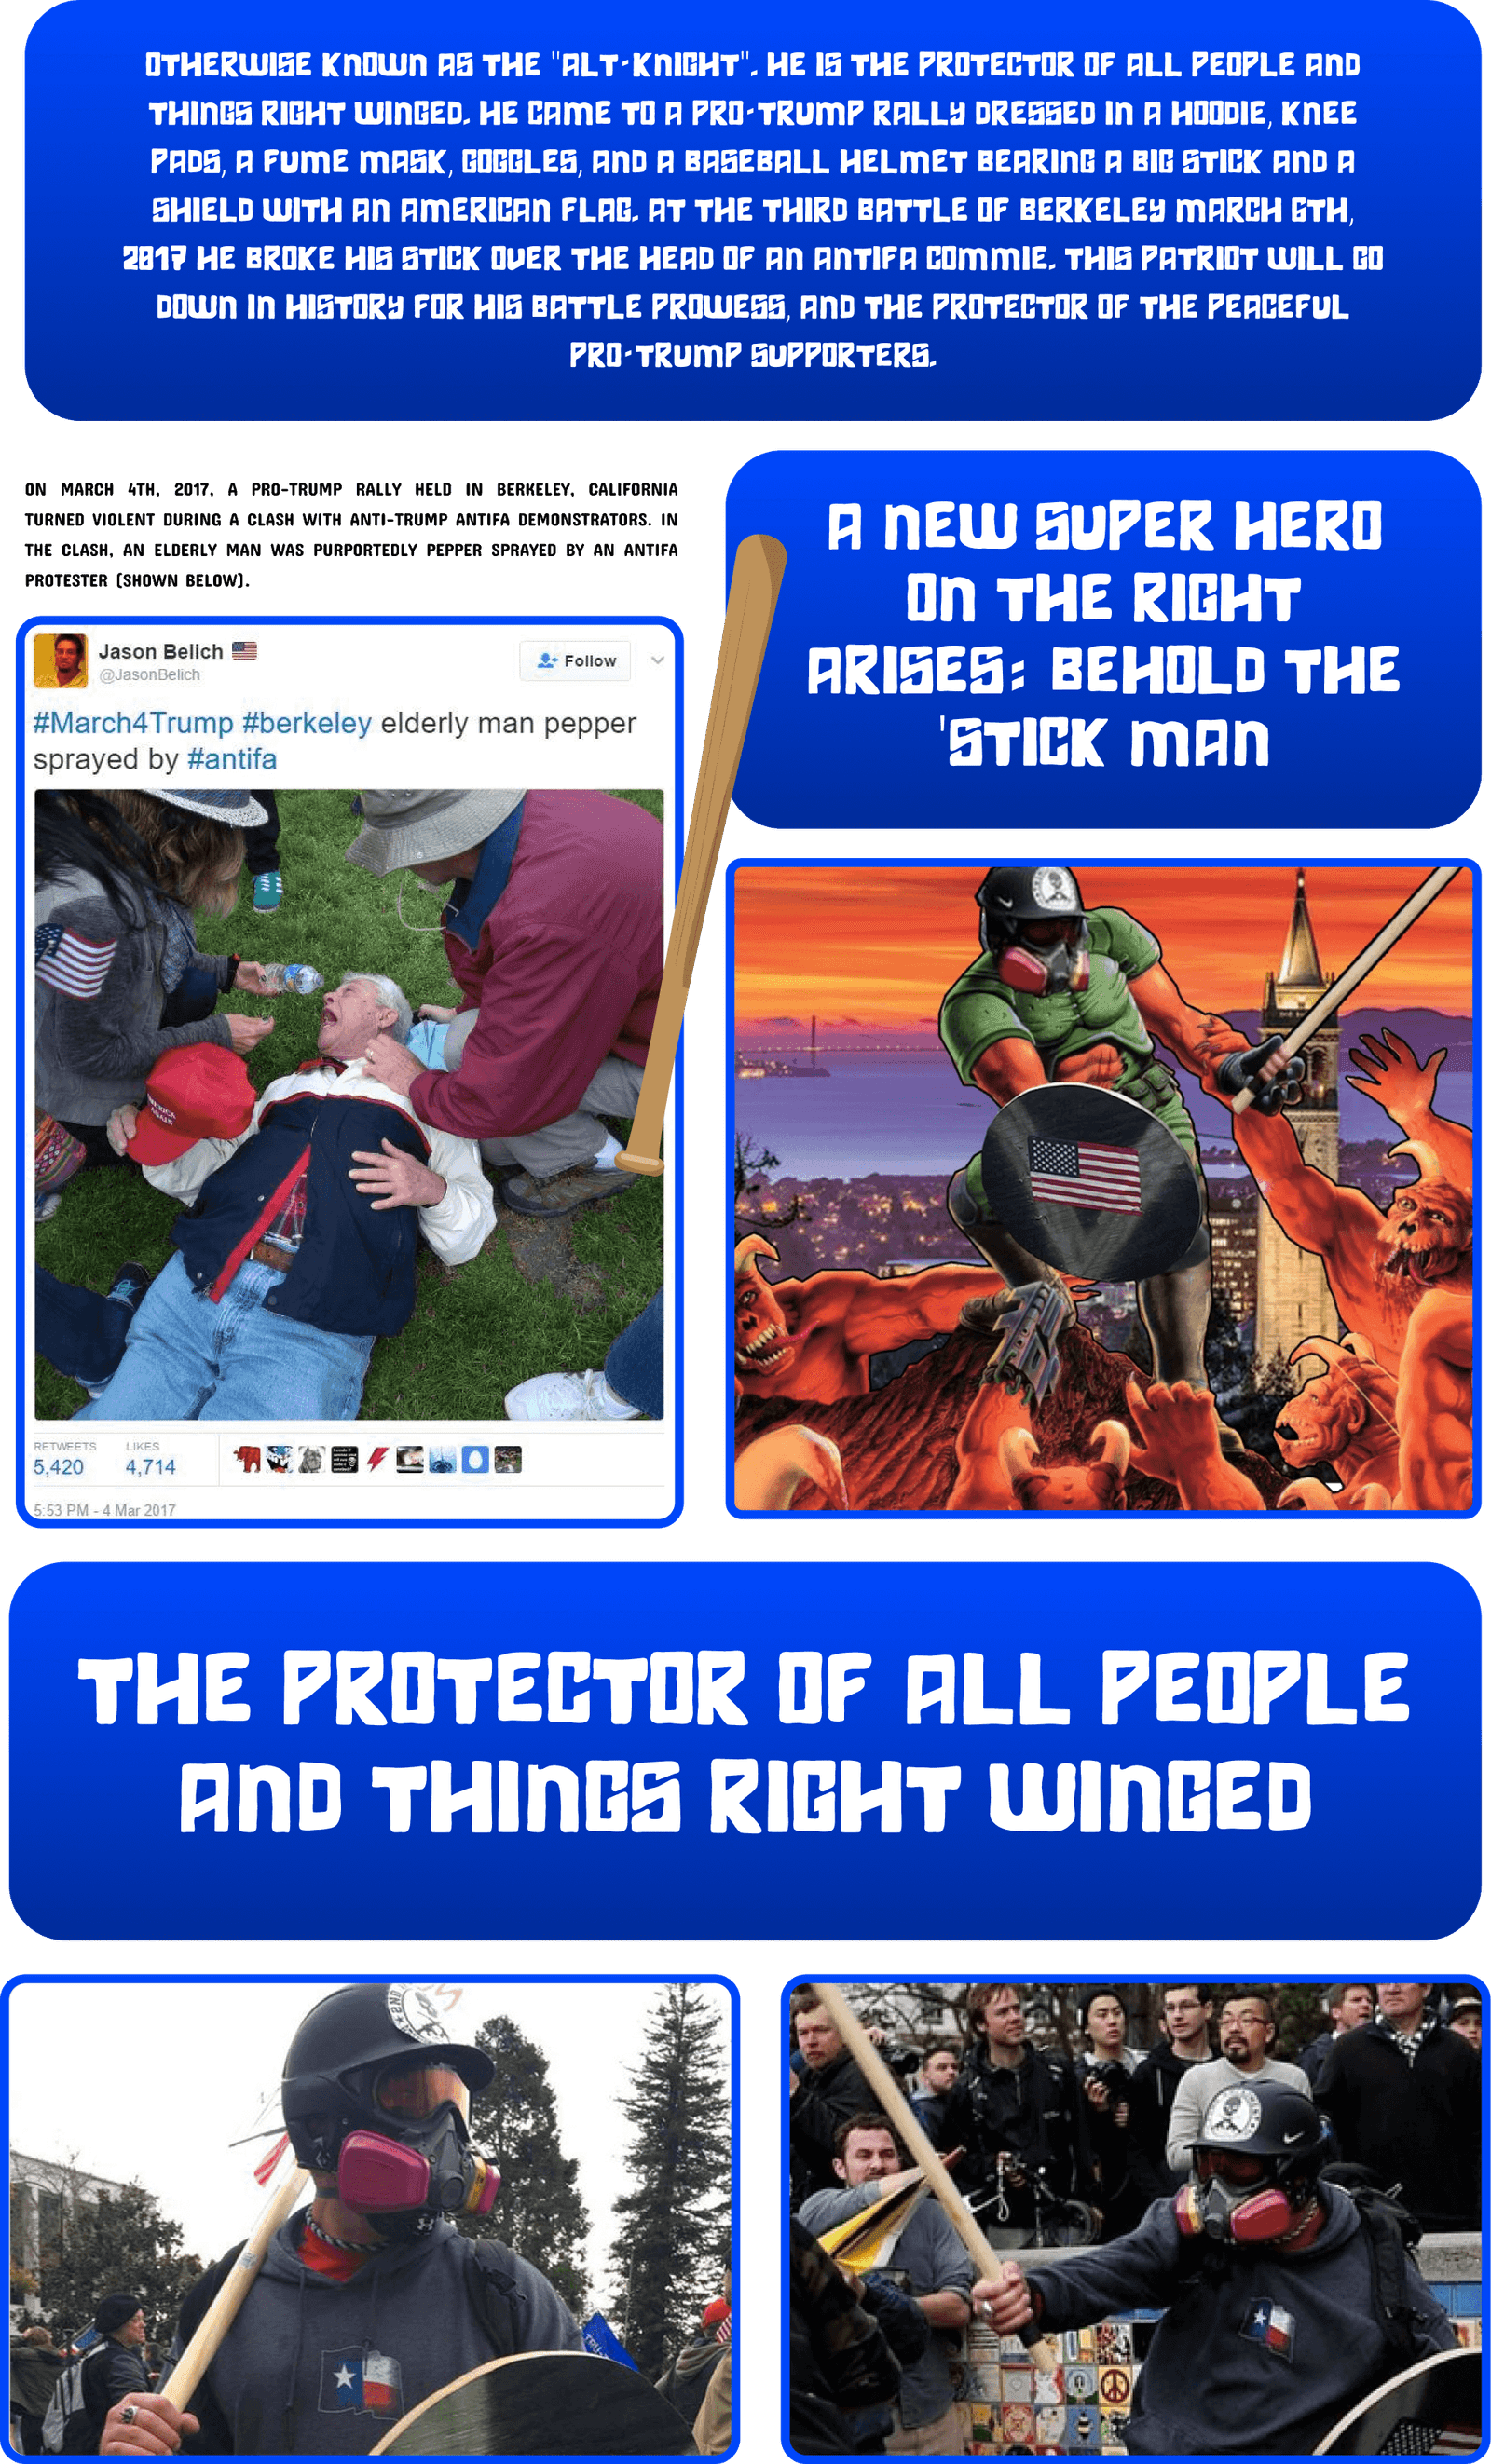 OTHERWISE KNOWN AS THE "ALT-KNIGHT". HE IS THE PROTECTOR OF ALL PEOPLE AND
THINGS RIGHT WINGED. HE CAME TO A PRO-TRUMP RALLY DRESSED IN A HOODIE, KNEE
PADS, A FUME MASK, GOGGLES, AND A BASEBALL HELMET BEARING A BIG STICK AND A
SHIELD WITH AN AMERICAN FLAG. AT THE THIRD BATTLE OF BERKELEY MARCH 6TH,
2017 HE BROKE HIS STICK OVER THE HEAD OF AN ANTIFA COMMIE. THIS PATRIOT WILL GO
DOWN IN HISTORY FOR HIS BATTLE PROWESS, AND THE PROTECTOR OF THE PEACEFUL
PRO-TRUMP SUPPORTERS.
ON MARCH 4TH, 2017, A PRO-TRUMP RALLY HELD IN BERKELEY, CALIFORNIA
TURNED VIOLENT DURING A CLASH WITH ANTI-TRUMP ANTIFA DEMONSTRATORS. IN
THE CLASH, AN ELDERLY MAN WAS PURPORTEDLY PEPPER SPRAYED BY AN ANTIFA
PROTESTER (SHOWN BELOW).
Jason Belich
@JasonBelich
Follow
#March4Trump #berkeley elderly man pepper
sprayed by #antifa
AGAIN
RETWEETS LIKES
5,420 4,714
5:53 PM - 4 Mar 2017
A NEW SUPER HERO
ON THE RIGHT
ARISES: BEHOLD THE
'STICK MAN
THE PROTECTOR OF ALL PEOPLE
AND THINGS RIGHT WINGED
2ND
TRU